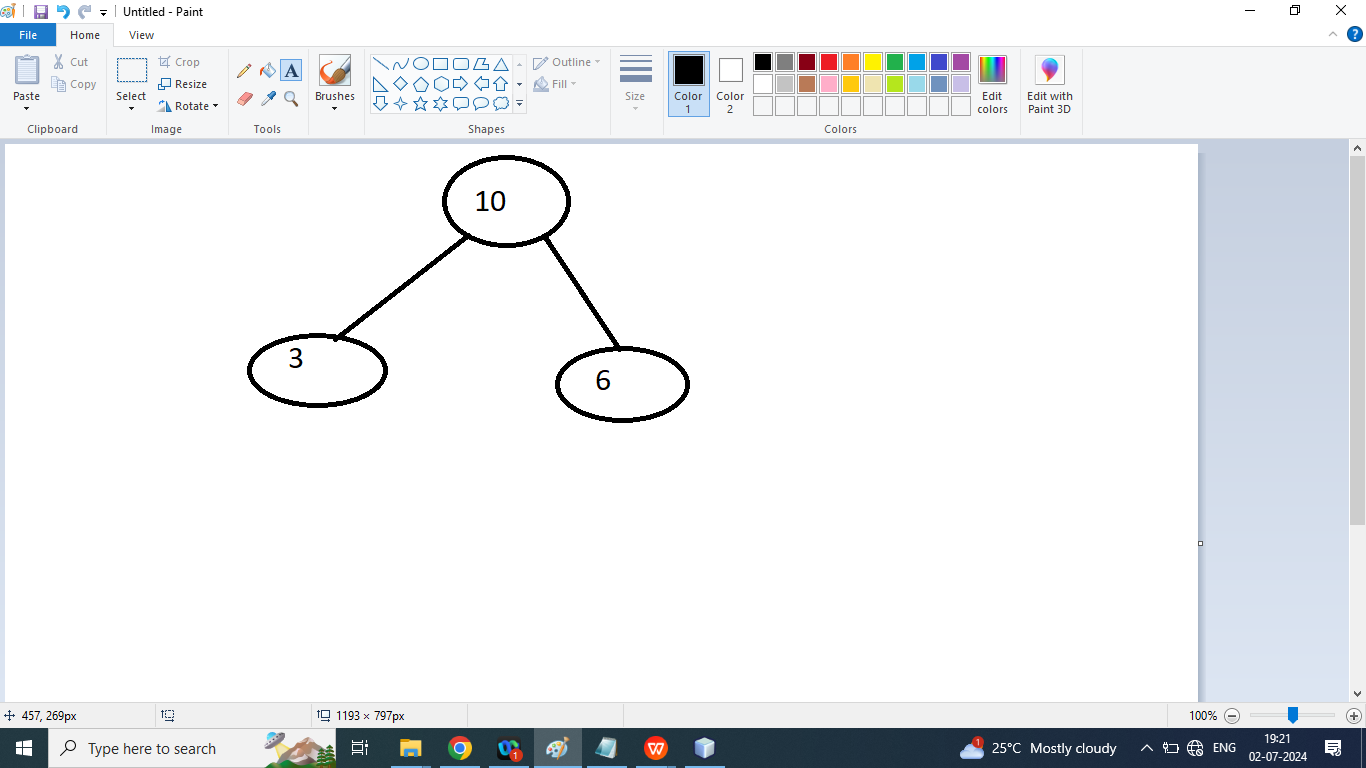 Untitled - Paint
File Home View
Paste
Cut
Copy
Clipboard
Select
Crop
Resize
Rotate
Image
A
Tools
Brushes
Shapes
Outline
Fill
Size
Color 1
Color 2
Edit colors
Colors
Edit with Paint 3D
10
3
6
457, 269px
1193 × 797px
100%
Type here to search
1
W
1
25°C Mostly cloudy
ENG
19:21
02-07-2024